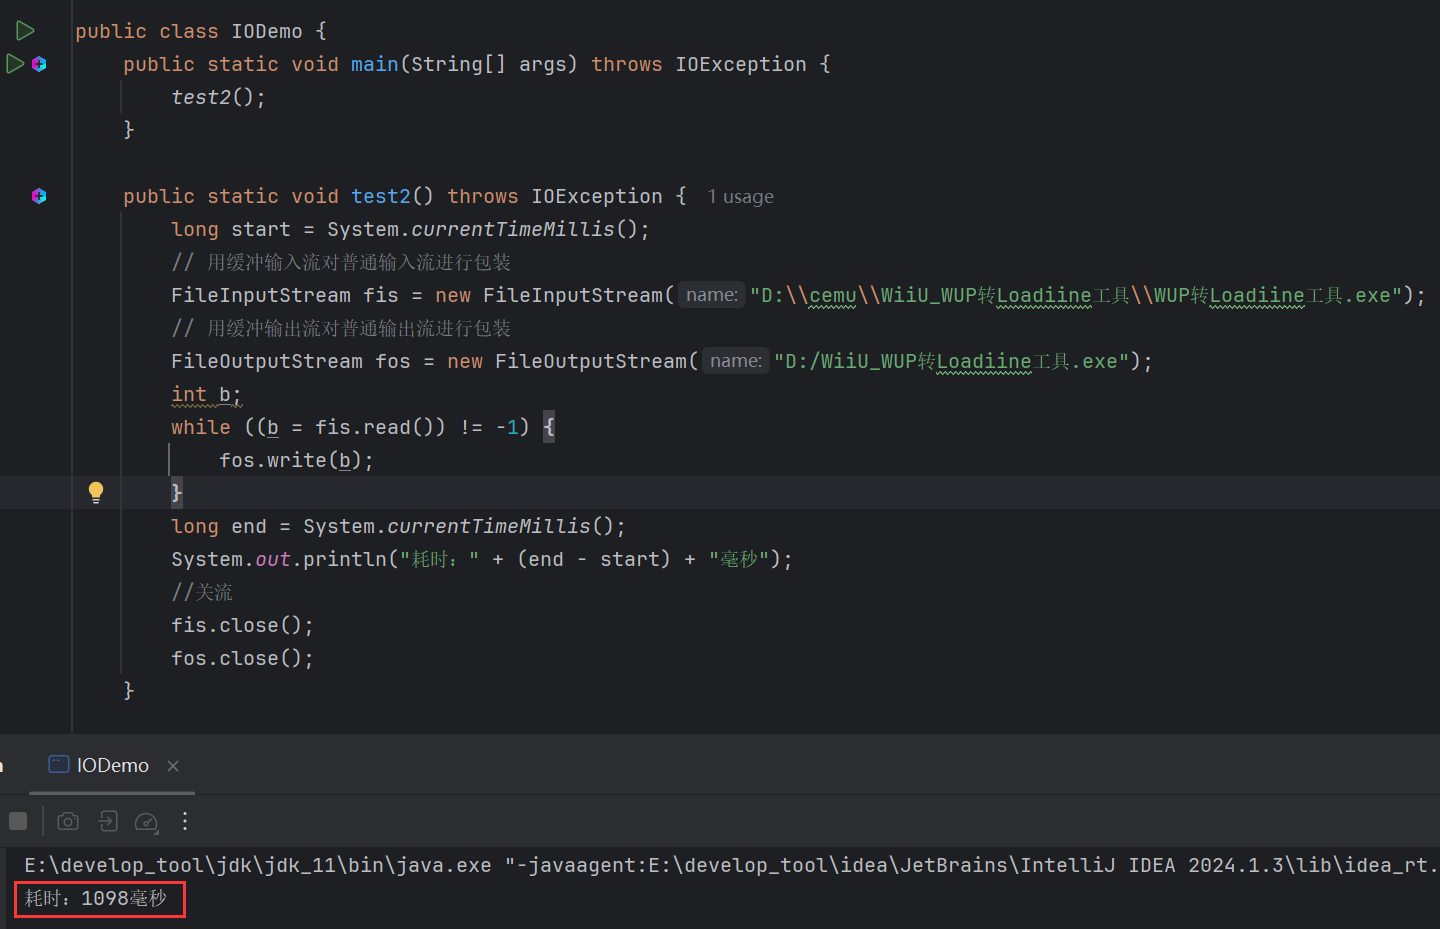 public class IODemo {
public static void main(String[] args) throws IOException {
test2();
}
public static void test2() throws IOException { 1 usage
long start = System.currentTimeMillis();
// 用缓冲输入流对普通输入流进行包装
FileInputStream fis = new FileInputStream( name: "D:\\cemu\\WiiU_WUP转Loadiine工具\\WUP转Loadiine工具.exe");
// 用缓冲输出流对普通输出流进行包装
FileOutputStream fos = new FileOutputStream( name: "D:/WiiU_WUP转Loadiine工具.exe");
int b;
while ((b = fis.read()) != -1) {
fos.write(b);
}
long end = System.currentTimeMillis();
System.out.println("耗时：" + (end - start) + "毫秒");
//关流
fis.close();
fos.close();
}
IODemo
E:\develop_tool\jdk\jdk_11\bin\java.exe "-javaagent:E:\develop_tool\idea\JetBrains\IntelliJ IDEA 2024.1.3\lib\idea_rt.
耗时：1098毫秒